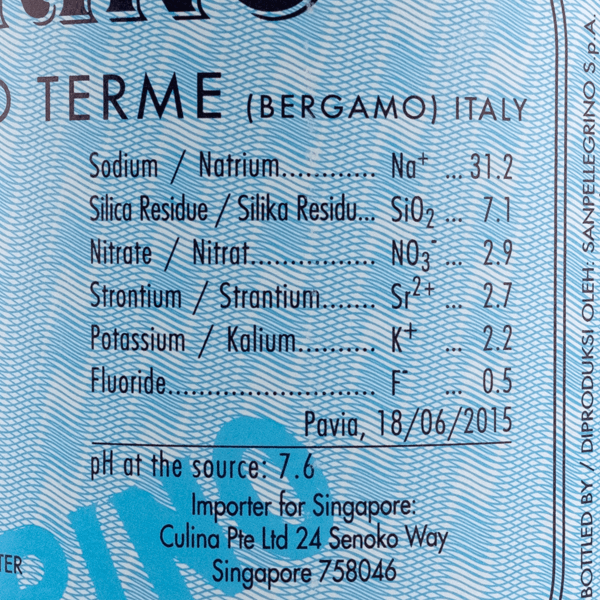 TERME (BERGAMO) ITALY
Sodium / Natrium............ Na⁺ ... 31.2
Silica Residue / Silika Residu... SiO₂ ... 7.1
Nitrate / Nitrat................ NO₃⁻ ... 2.9
Strontium / Strantium....... Sr²⁺ ... 2.7
Potassium / Kalium.......... K⁺ ... 2.2
Fluoride.......................... F⁻ ... 0.5
Pavia, 18/06/2015
pH at the source: 7.6
Importer for Singapore:
Culina Pte Ltd 24 Senoko Way
Singapore 758046
BOTTLED BY / DIPRODUKSI OLEH: SANPELLEGRINO S.p.A.